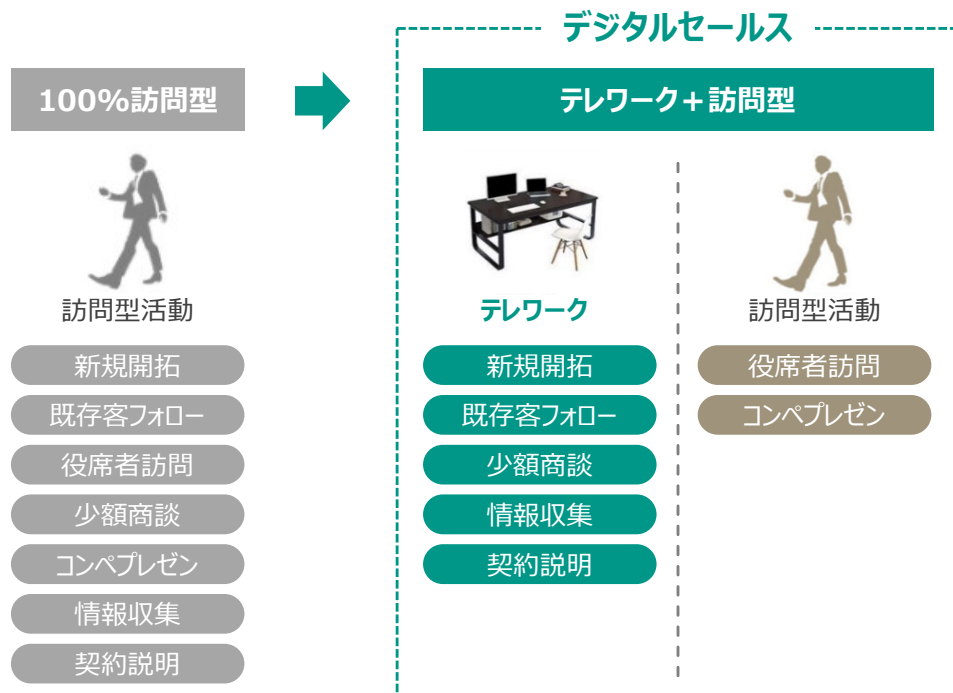 デジタルセールス
100%訪問型
テレワーク+訪問型
訪問型活動
新規開拓
既存客フォロー
役席者訪問
少額商談
コンペプレゼン
情報収集
契約説明
テレワーク
新規開拓
既存客フォロー
少額商談
情報収集
契約説明
訪問型活動
役席者訪問
コンペプレゼン